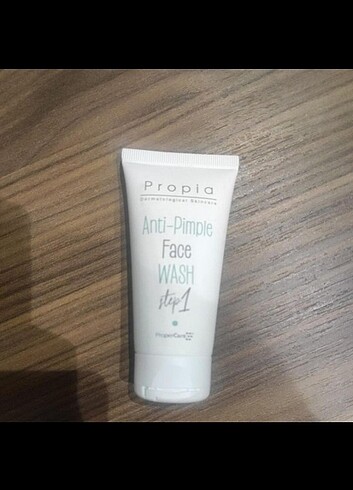 Propia
Dermatological Skincare
Anti-Pimple
Face
WASH
step 1